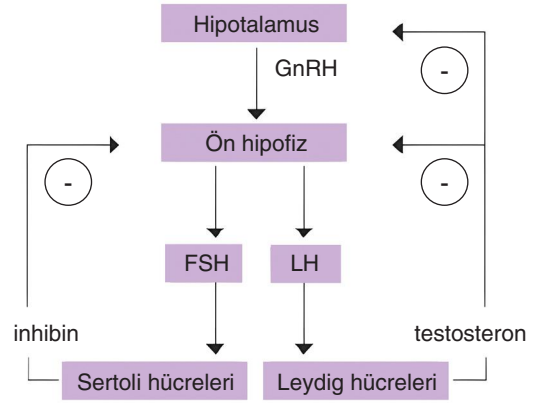 Hipotalamus
GnRH
-
Ön hipofiz
-
-
FSH
LH
inhibin
testosteron
Sertoli hücreleri
Leydig hücreleri